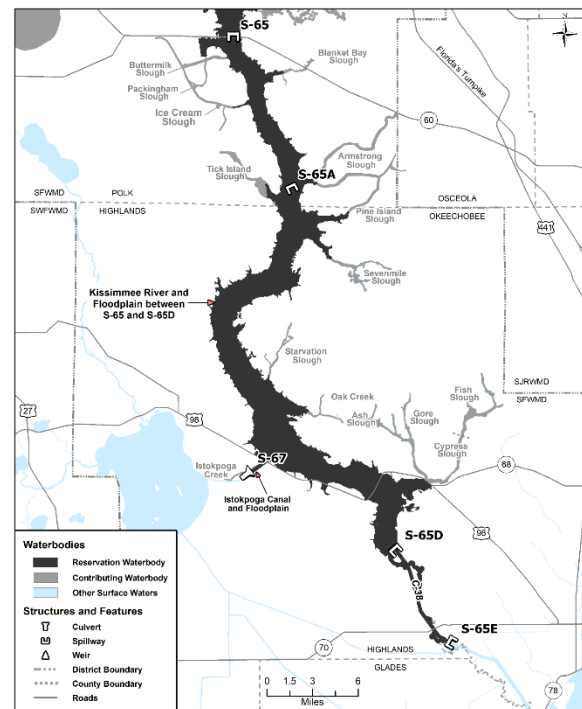 S-65
N
Blanket Bay
Slough
Buttermilk
Slough
Packingham
Slough
Ice Cream
Slough
Florida's Turnpike
60
Armstrong
Slough
Tick Island
Slough
S-65A
SFWMD
POLK
SWFWMD
HIGHLANDS
OSCEOLA
OKEECHOBEE
Pine Island
Slough
441
Sevenmile
Slough
Kissimmee River and
Floodplain between
S-65 and S-65D
Starvation
Slough
Oak Creek
Ash
Slough
Gore
Slough
Fish
Slough
Cypress
Slough
SJRWMD
SFWMD
27
98
S-67
68
Istokpoga
Creek
Istokpoga Canal
and Floodplain
S-65D
98
C-38
S-65E
70
HIGHLANDS
GLADES
78
Waterbodies
Reservation Waterbody
Contributing Waterbody
Other Surface Waters
Structures and Features
Culvert
Spillway
Weir
District Boundary
County Boundary
Roads
0 1.5 3 6
Miles